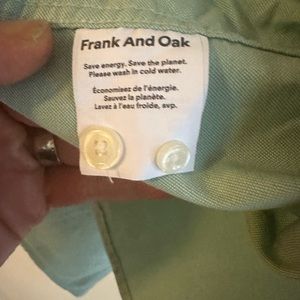 Frank And Oak
Save energy. Save the planet.
Please wash in cold water.
Économisez de l'énergie.
Sauvez la planète.
Lavez à l'eau froide, svp.